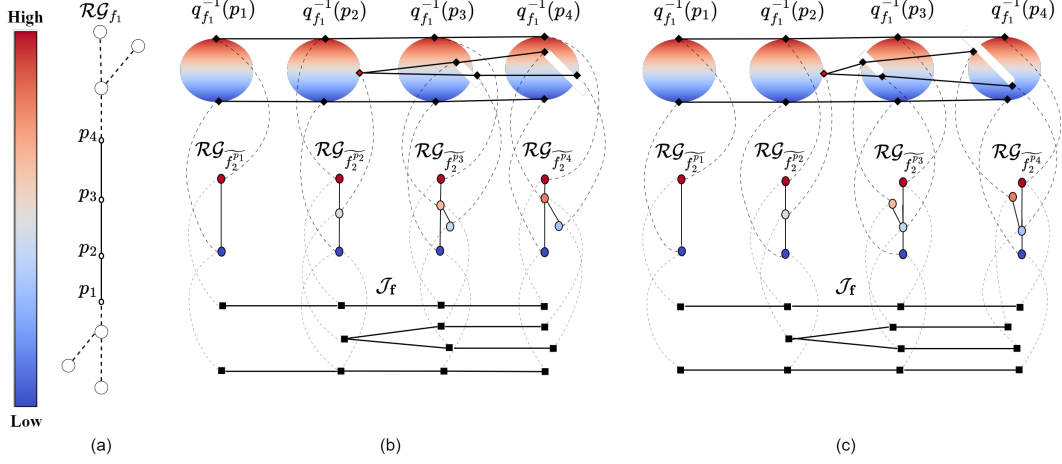 High
Low
ℛ𝒢_{f_1}
p_4
p_3
p_2
p_1
(a)
q_{f_1}^{-1}(p_1) q_{f_1}^{-1}(p_2) q_{f_1}^{-1}(p_3) q_{f_1}^{-1}(p_4)
ℛ𝒢_{\widetilde{f_2^{p_1}}} ℛ𝒢_{\widetilde{f_2^{p_2}}} ℛ𝒢_{\widetilde{f_2^{p_3}}} ℛ𝒢_{\widetilde{f_2^{p_4}}}
𝒥_𝐟
(b)
q_{f_1}^{-1}(p_1) q_{f_1}^{-1}(p_2) q_{f_1}^{-1}(p_3) q_{f_1}^{-1}(p_4)
ℛ𝒢_{\widetilde{f_2^{p_1}}} ℛ𝒢_{\widetilde{f_2^{p_2}}} ℛ𝒢_{\widetilde{f_2^{p_3}}} ℛ𝒢_{\widetilde{f_2^{p_4}}}
𝒥_𝐟
(c)